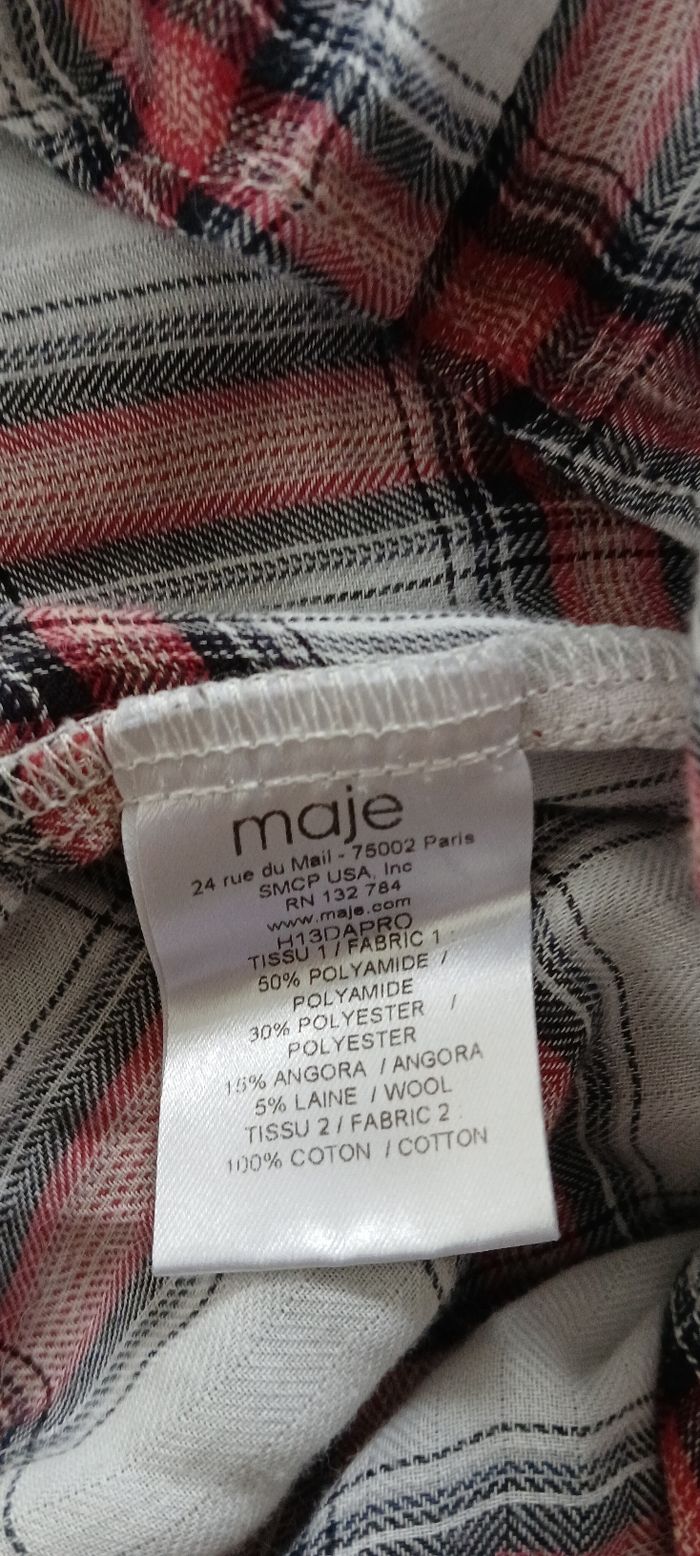 maje
24 rue du Mail - 75002 Paris
SMCP USA, Inc
RN 132 784
www.maje.com
H13DAPRO
TISSU 1 / FABRIC 1 :
50% POLYAMIDE /
POLYAMIDE
30% POLYESTER /
POLYESTER
15% ANGORA / ANGORA
5% LAINE / WOOL
TISSU 2 / FABRIC 2 :
100% COTON / COTTON